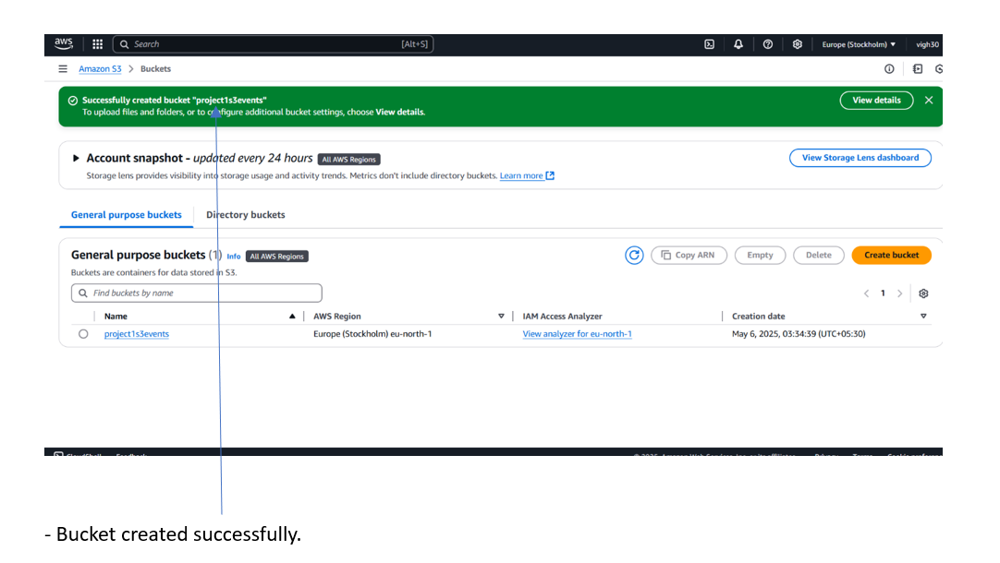 aws Search [Alt+S] Europe (Stockholm) vigh30
Amazon S3 > Buckets
Successfully created bucket "project1s3events" View details
To upload files and folders, or to configure additional bucket settings, choose View details.
Account snapshot - updated every 24 hours All AWS Regions View Storage Lens dashboard
Storage lens provides visibility into storage usage and activity trends. Metrics don't include directory buckets. Learn more
General purpose buckets Directory buckets
General purpose buckets (1) Info All AWS Regions Copy ARN Empty Delete Create bucket
Buckets are containers for data stored in S3.
Find buckets by name < 1 >
Name AWS Region IAM Access Analyzer Creation date
project1s3events Europe (Stockholm) eu-north-1 View analyzer for eu-north-1 May 6, 2025, 03:34:39 (UTC+05:30)
- Bucket created successfully.